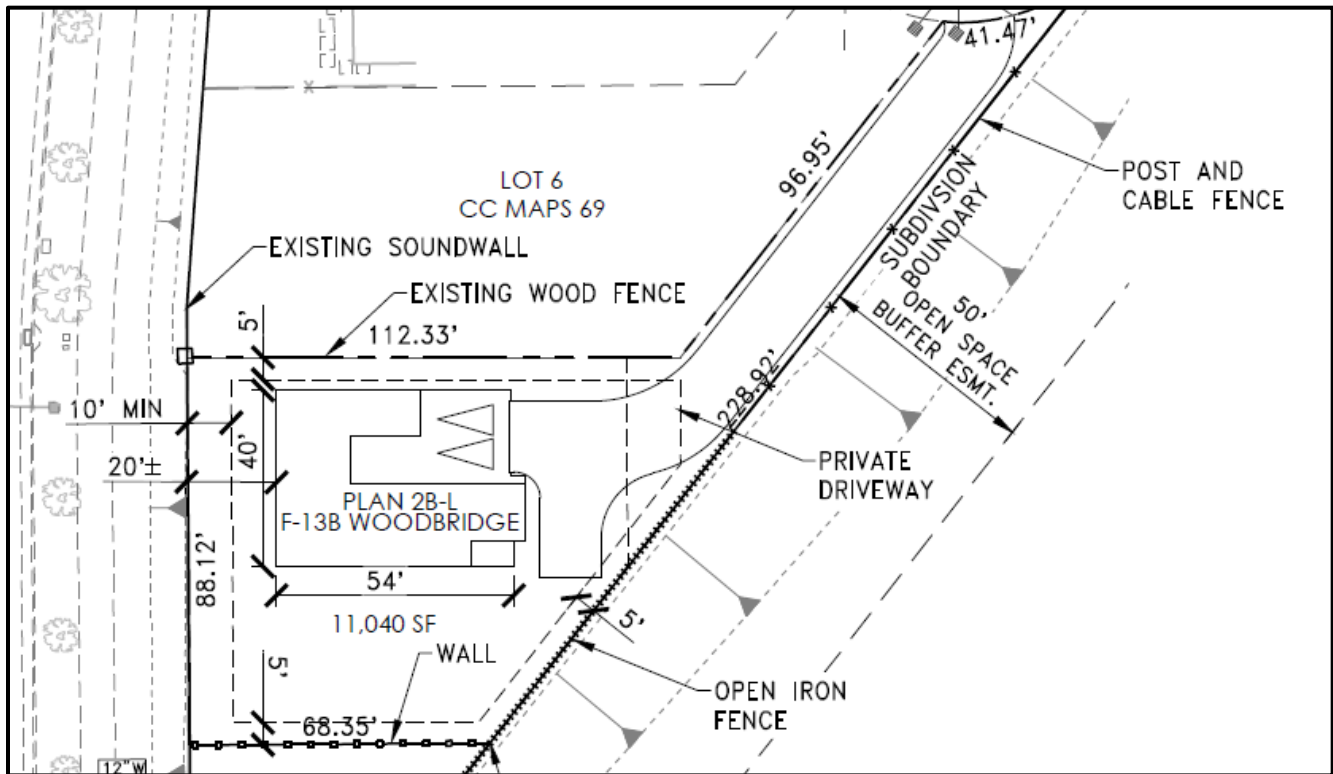 41.47'
96.95'
POST AND
CABLE FENCE
LOT 6
CC MAPS 69
SUBDIVSION
BOUNDARY
EXISTING SOUNDWALL
EXISTING WOOD FENCE
50'
OPEN SPACE
BUFFER ESMT.
5'
112.33'
228.92'
10' MIN
40'
20'±
PRIVATE
DRIVEWAY
PLAN 2B-L
F-13B WOODBRIDGE
88.12'
54'
5'
11,040 SF
WALL
5'
OPEN IRON
FENCE
68.35'
12"W